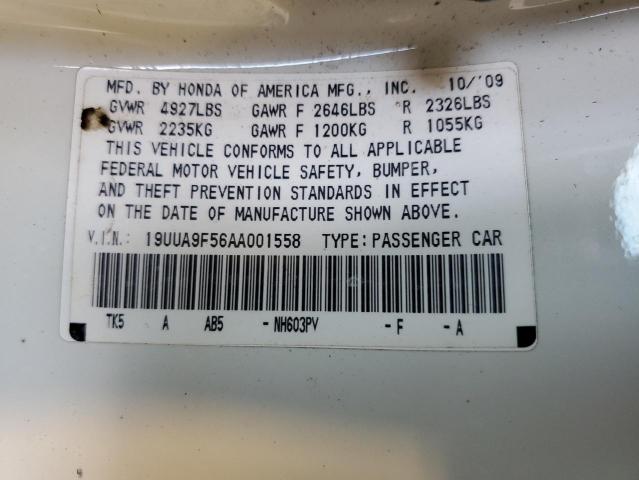 MFD. BY HONDA OF AMERICA MFG., INC. 10/'09
GVWR 4927LBS GAWR F 2646LBS R 2326LBS
GVWR 2235KG GAWR F 1200KG R 1055KG
THIS VEHICLE CONFORMS TO ALL APPLICABLE
FEDERAL MOTOR VEHICLE SAFETY, BUMPER,
AND THEFT PREVENTION STANDARDS IN EFFECT
ON THE DATE OF MANUFACTURE SHOWN ABOVE.
V.I.N.: 19UUA9F56AA001558 TYPE:PASSENGER CAR
TK5 A AB5 -NH603PV -F -A